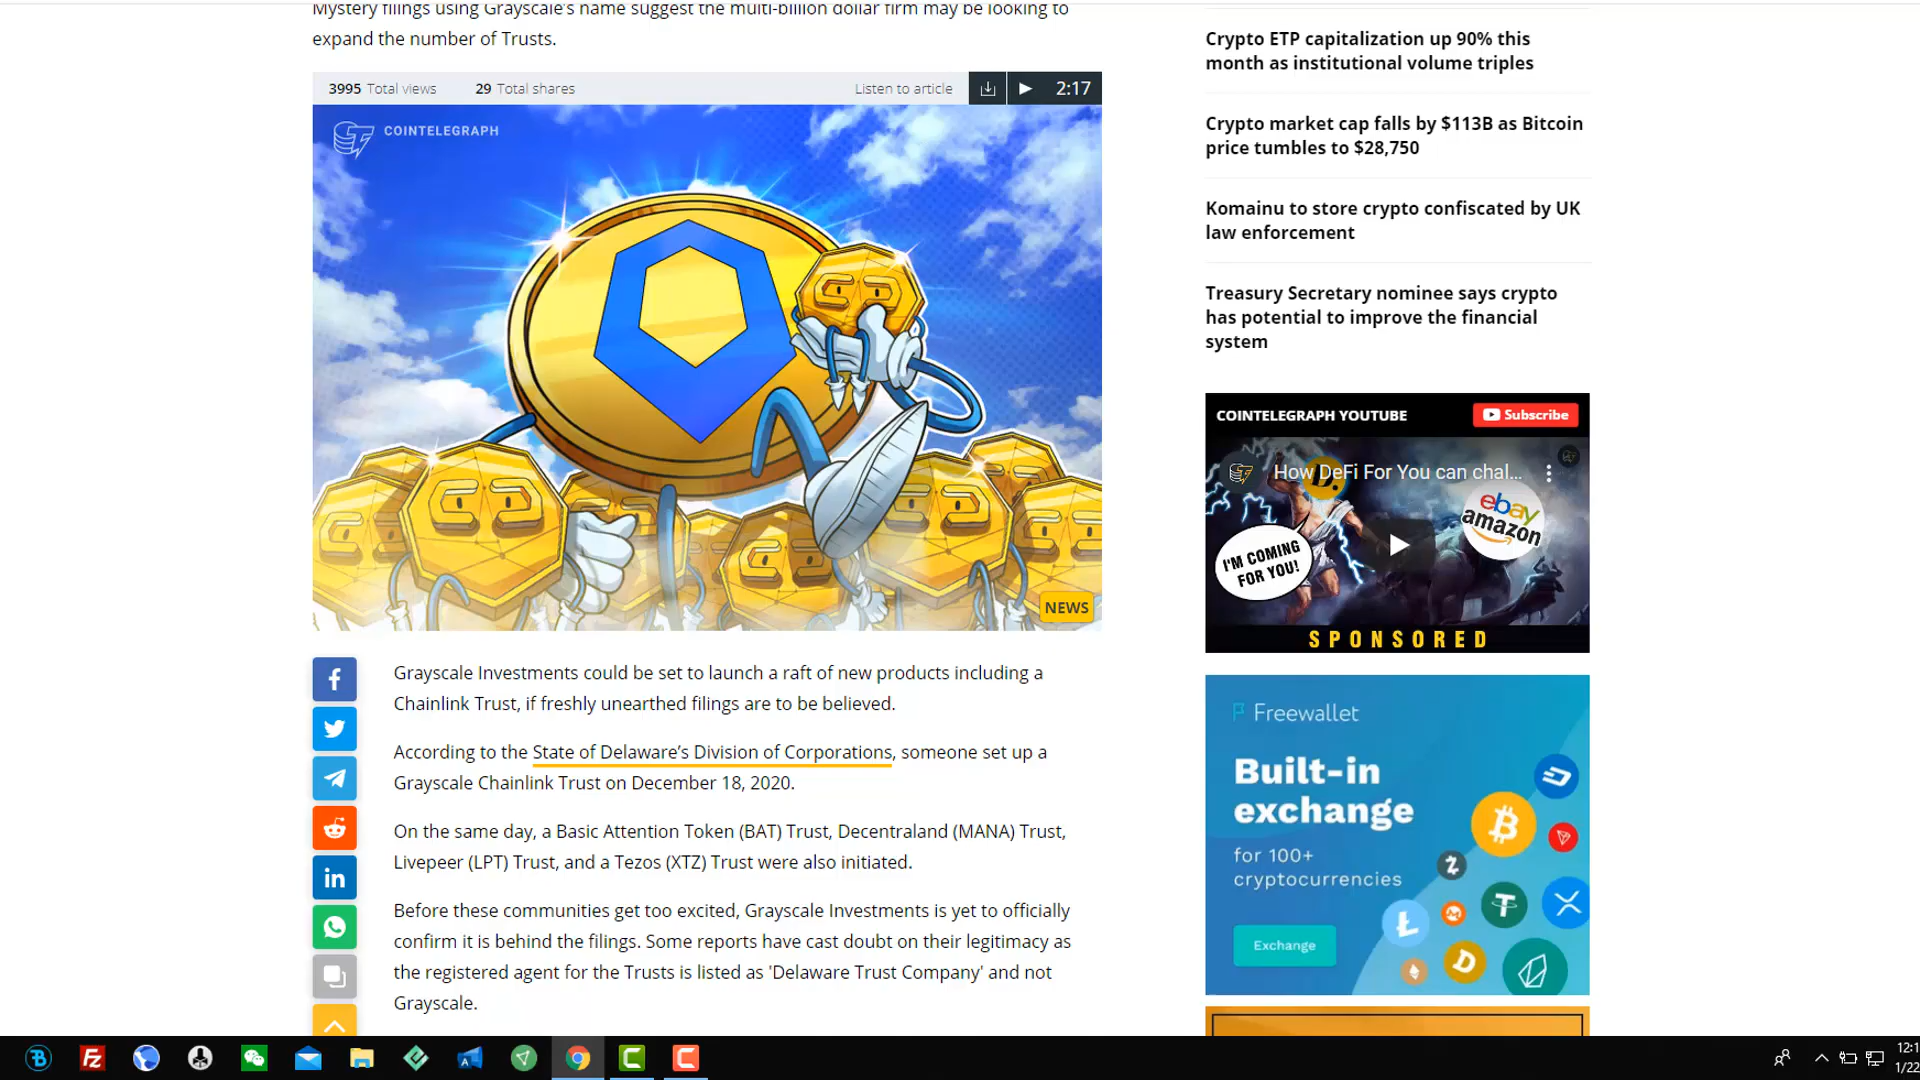 Mystery filings using Grayscale's name suggest the multi-billion dollar firm may be looking to
expand the number of Trusts.
3995 Total views 29 Total shares Listen to article 2:17
COINTELEGRAPH
NEWS
Grayscale Investments could be set to launch a raft of new products including a
Chainlink Trust, if freshly unearthed filings are to be believed.
According to the State of Delaware’s Division of Corporations, someone set up a
Grayscale Chainlink Trust on December 18, 2020.
On the same day, a Basic Attention Token (BAT) Trust, Decentraland (MANA) Trust,
Livepeer (LPT) Trust, and a Tezos (XTZ) Trust were also initiated.
Before these communities get too excited, Grayscale Investments is yet to officially
confirm it is behind the filings. Some reports have cast doubt on their legitimacy as
the registered agent for the Trusts is listed as 'Delaware Trust Company' and not
Grayscale.
Crypto ETP capitalization up 90% this
month as institutional volume triples
Crypto market cap falls by $113B as Bitcoin
price tumbles to $28,750
Komainu to store crypto confiscated by UK
law enforcement
Treasury Secretary nominee says crypto
has potential to improve the financial
system
COINTELEGRAPH YOUTUBE Subscribe
How DeFi For You can chal...
ebay
amazon
I'M COMING
FOR YOU!
SPONSORED
Freewallet
Built-in
exchange
for 100+
cryptocurrencies
Exchange
12:1
1/22